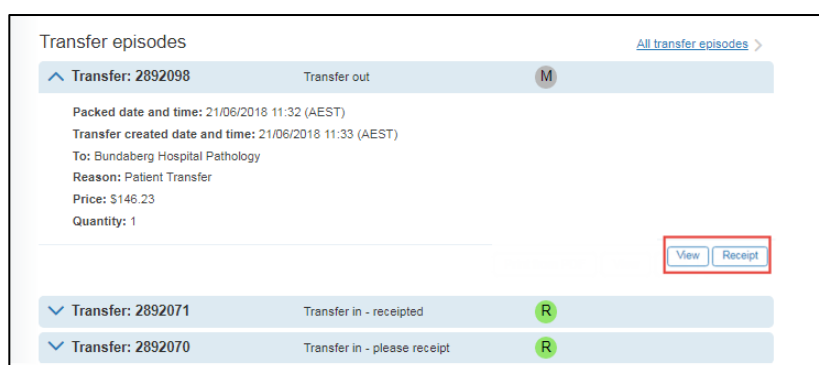 Transfer episodes All transfer episodes >
Transfer: 2892098 Transfer out M
Packed date and time: 21/06/2018 11:32 (AEST)
Transfer created date and time: 21/06/2018 11:33 (AEST)
To: Bundaberg Hospital Pathology
Reason: Patient Transfer
Price: $146.23
Quantity: 1
View Receipt
Transfer: 2892071 Transfer in - receipted R
Transfer: 2892070 Transfer in - please receipt R